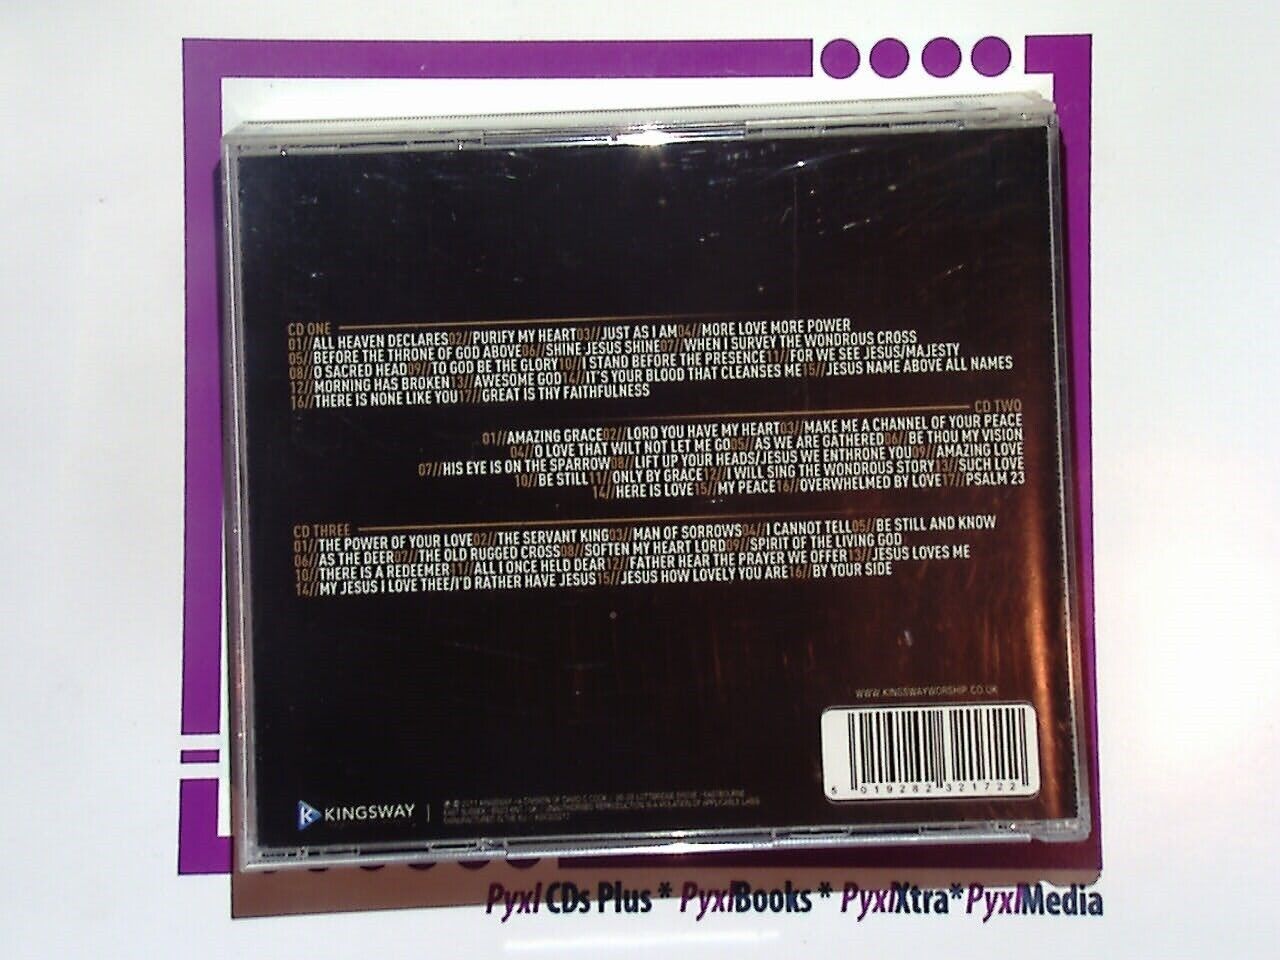 CD ONE
01//ALL HEAVEN DECLARES02//PURIFY MY HEART03//JUST AS I AM04//MORE LOVE MORE POWER
05//BEFORE THE THRONE OF GOD ABOVE06//SHINE JESUS SHINE07//WHEN I SURVEY THE WONDROUS CROSS
08//O SACRED HEAD09//TO GOD BE THE GLORY10//I STAND BEFORE THE PRESENCE11//FOR WE SEE JESUS/MAJESTY
12//MORNING HAS BROKEN13//AWESOME GOD14//IT'S YOUR BLOOD THAT CLEANSES ME15//JESUS NAME ABOVE ALL NAMES
16//THERE IS NONE LIKE YOU17//GREAT IS THY FAITHFULNESS
CD TWO
01//AMAZING GRACE02//LORD YOU HAVE MY HEART03//MAKE ME A CHANNEL OF YOUR PEACE
04//O LOVE THAT WILT NOT LET ME GO05//AS WE ARE GATHERED06//BE THOU MY VISION
07//HIS EYE IS ON THE SPARROW08//LIFT UP YOUR HEADS/JESUS WE ENTHRONE YOU09//AMAZING LOVE
10//BE STILL11//ONLY BY GRACE12//I WILL SING THE WONDROUS STORY13//SUCH LOVE
14//HERE IS LOVE15//MY PEACE16//OVERWHELMED BY LOVE17//PSALM 23
CD THREE
01//THE POWER OF YOUR LOVE02//THE SERVANT KING03//MAN OF SORROWS04//I CANNOT TELL05//BE STILL AND KNOW
06//AS THE DEER07//THE OLD RUGGED CROSS08//SOFTEN MY HEART LORD09//SPIRIT OF THE LIVING GOD
10//THERE IS A REDEEMER11//ALL I ONCE HELD DEAR12//FATHER HEAR THE PRAYER WE OFFER13//JESUS LOVES ME
14//MY JESUS I LOVE THEE/I'D RATHER HAVE JESUS15//JESUS HOW LOVELY YOU ARE16//BY YOUR SIDE
WWW.KINGSWAYWORSHIP.CO.UK
5 019282 321722
KINGSWAY
Pyxl CDs Plus * PyxlBooks * PyxlXtra* PyxlMedia